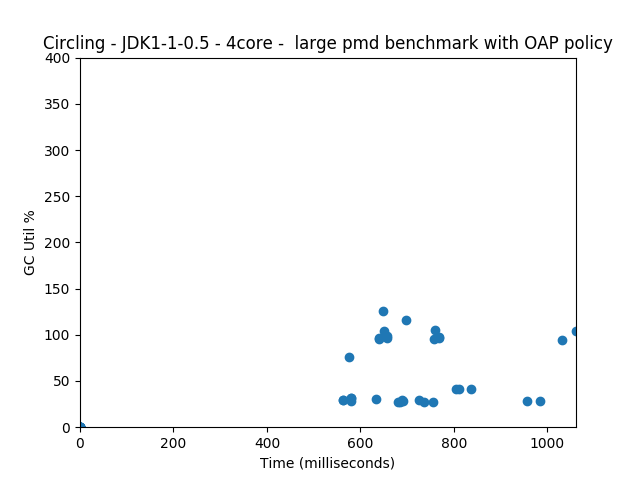 Circling - JDK1-1-0.5 - 4core -  large pmd benchmark with OAP policy
400
350
300
250
200
150
100
50
0
GC Util %
0 200 400 600 800 1000
Time (milliseconds)